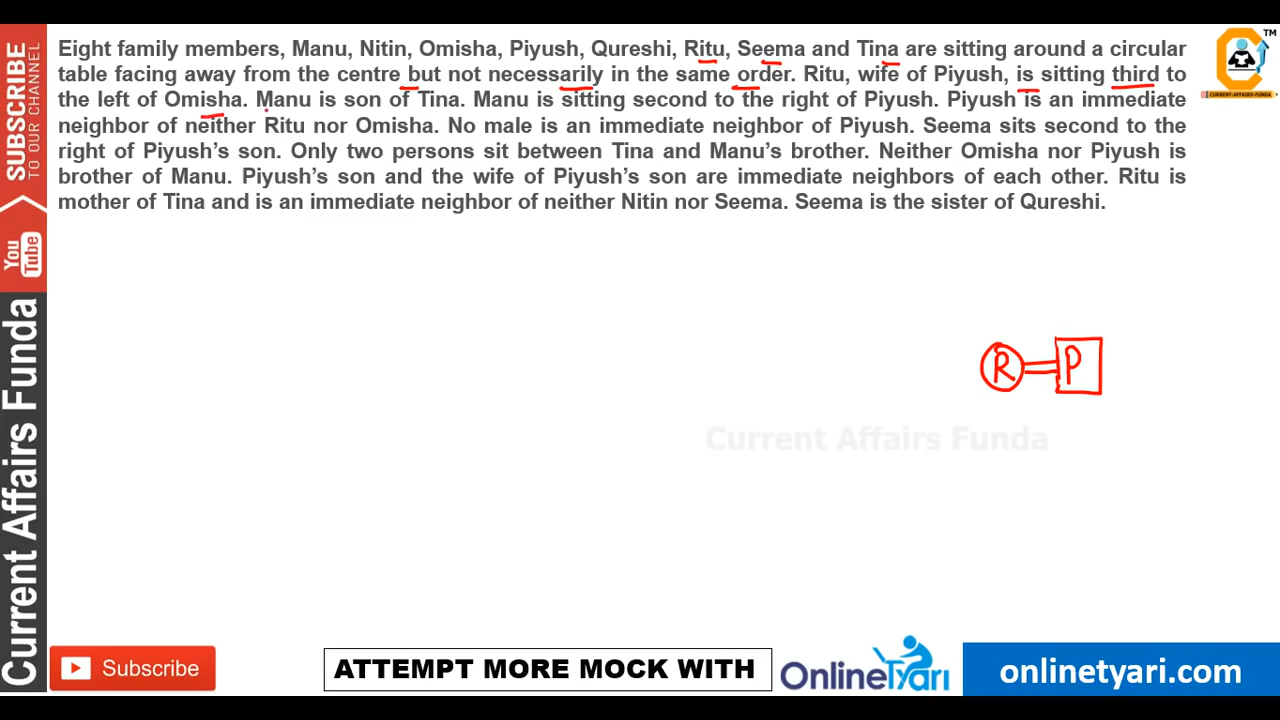 Eight family members, Manu, Nitin, Omisha, Piyush, Qureshi, Ritu, Seema and Tina are sitting around a circular
table facing away from the centre but not necessarily in the same order. Ritu, wife of Piyush, is sitting third to
the left of Omisha. Manu is son of Tina. Manu is sitting second to the right of Piyush. Piyush is an immediate
neighbor of neither Ritu nor Omisha. No male is an immediate neighbor of Piyush. Seema sits second to the
right of Piyush's son. Only two persons sit between Tina and Manu's brother. Neither Omisha nor Piyush is
brother of Manu. Piyush's son and the wife of Piyush's son are immediate neighbors of each other. Ritu is
mother of Tina and is an immediate neighbor of neither Nitin nor Seema. Seema is the sister of Qureshi.
TM
CURRENT-AFFAIRS-FUNDA
SUBSCRIBE
TO OUR CHANNEL
You
Tube
Current Affairs Funda
R P
Current Affairs Funda
Subscribe
ATTEMPT MORE MOCK WITH
OnlineTyari
onlinetyari.com